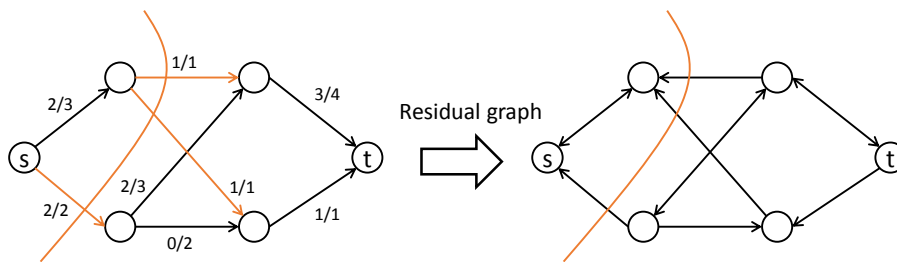 1/1
2/3
3/4
Residual graph
s
t
s
t
2/3
1/1
2/2
1/1
0/2